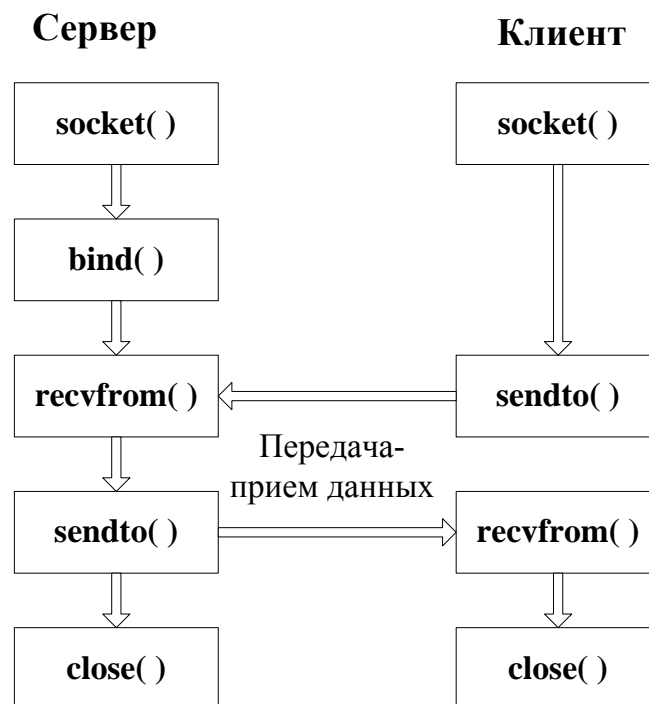 Сервер
Клиент
socket( )
socket( )
bind( )
recvfrom( )
sendto( )
Передача-
прием данных
sendto( )
recvfrom( )
close( )
close( )